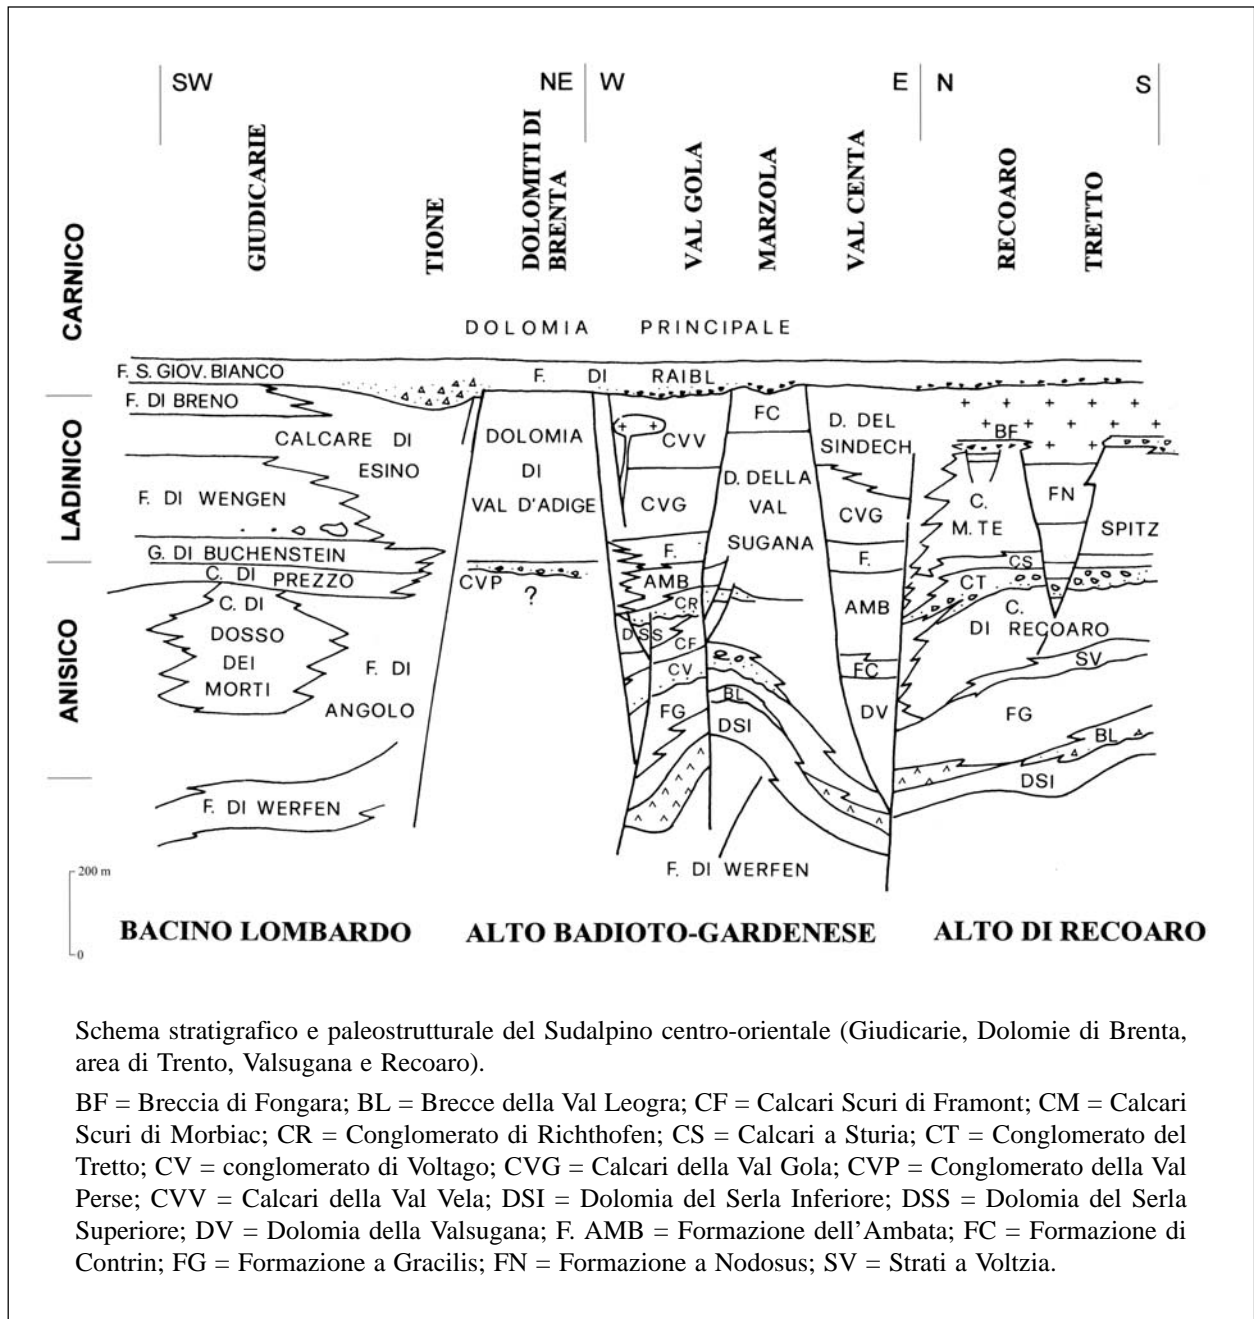 SW NE W E N S
GIUDICARIE
TIONE
DOLOMITI DI
BRENTA
VAL GOLA
MARZOLA
VAL CENTA
RECOARO
TRETTO
CARNICO
LADINICO
ANISICO
DOLOMIA PRINCIPALE
F. S. GIOV. BIANCO
F. DI RAIBL
F. DI BRENO
CALCARE DI
ESINO
F. DI WENGEN
G. DI BUCHENSTEIN
C. DI PREZZO
C. DI
DOSSO
DEI
MORTI
F. DI
ANGOLO
F. DI WERFEN
DOLOMIA
DI
VAL D'ADIGE
CVP
?
CVV
CVG
F.
AMB
CR
DSS
CF
CV
FG
FC
D. DELLA
VAL
SUGANA
BL
DSI
F. DI WERFEN
D. DEL
SINDECH
CVG
F.
AMB
FC
DV
BF
C.
M. TE
FN
SPITZ
CS
CT
C.
DI RECOARO
SV
FG
BL
DSI
200 m
0
BACINO LOMBARDO ALTO BADIOTO-GARDENESE ALTO DI RECOARO
Schema stratigrafico e paleostrutturale del Sudalpino centro-orientale (Giudicarie, Dolomie di Brenta,
area di Trento, Valsugana e Recoaro).
BF = Breccia di Fongara; BL = Brecce della Val Leogra; CF = Calcari Scuri di Framont; CM = Calcari
Scuri di Morbiac; CR = Conglomerato di Richthofen; CS = Calcari a Sturia; CT = Conglomerato del
Tretto; CV = conglomerato di Voltago; CVG = Calcari della Val Gola; CVP = Conglomerato della Val
Perse; CVV = Calcari della Val Vela; DSI = Dolomia del Serla Inferiore; DSS = Dolomia del Serla
Superiore; DV = Dolomia della Valsugana; F. AMB = Formazione dell'Ambata; FC = Formazione di
Contrin; FG = Formazione a Gracilis; FN = Formazione a Nodosus; SV = Strati a Voltzia.